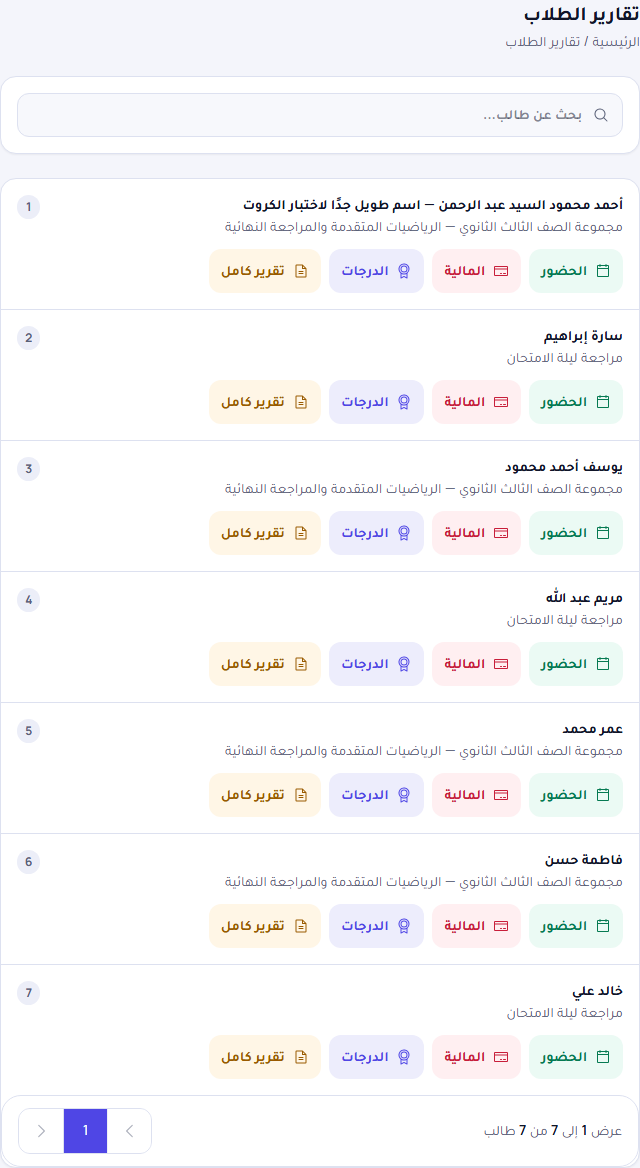 تقارير الطلاب
الرئيسية / تقارير الطلاب
بحث عن طالب...
أحمد محمود السيد عبد الرحمن — اسم طويل جدًا لاختبار الكروت 1
مجموعة الصف الثالث الثانوي — الرياضيات المتقدمة والمراجعة النهائية
الحضور المالية الدرجات تقرير كامل
سارة إبراهيم 2
مراجعة ليلة الامتحان
الحضور المالية الدرجات تقرير كامل
يوسف أحمد محمود 3
مجموعة الصف الثالث الثانوي — الرياضيات المتقدمة والمراجعة النهائية
الحضور المالية الدرجات تقرير كامل
مريم عبد الله 4
مراجعة ليلة الامتحان
الحضور المالية الدرجات تقرير كامل
عمر محمد 5
مجموعة الصف الثالث الثانوي — الرياضيات المتقدمة والمراجعة النهائية
الحضور المالية الدرجات تقرير كامل
فاطمة حسن 6
مجموعة الصف الثالث الثانوي — الرياضيات المتقدمة والمراجعة النهائية
الحضور المالية الدرجات تقرير كامل
خالد علي 7
مراجعة ليلة الامتحان
الحضور المالية الدرجات تقرير كامل
عرض 1 إلى 7 من 7 طالب 1